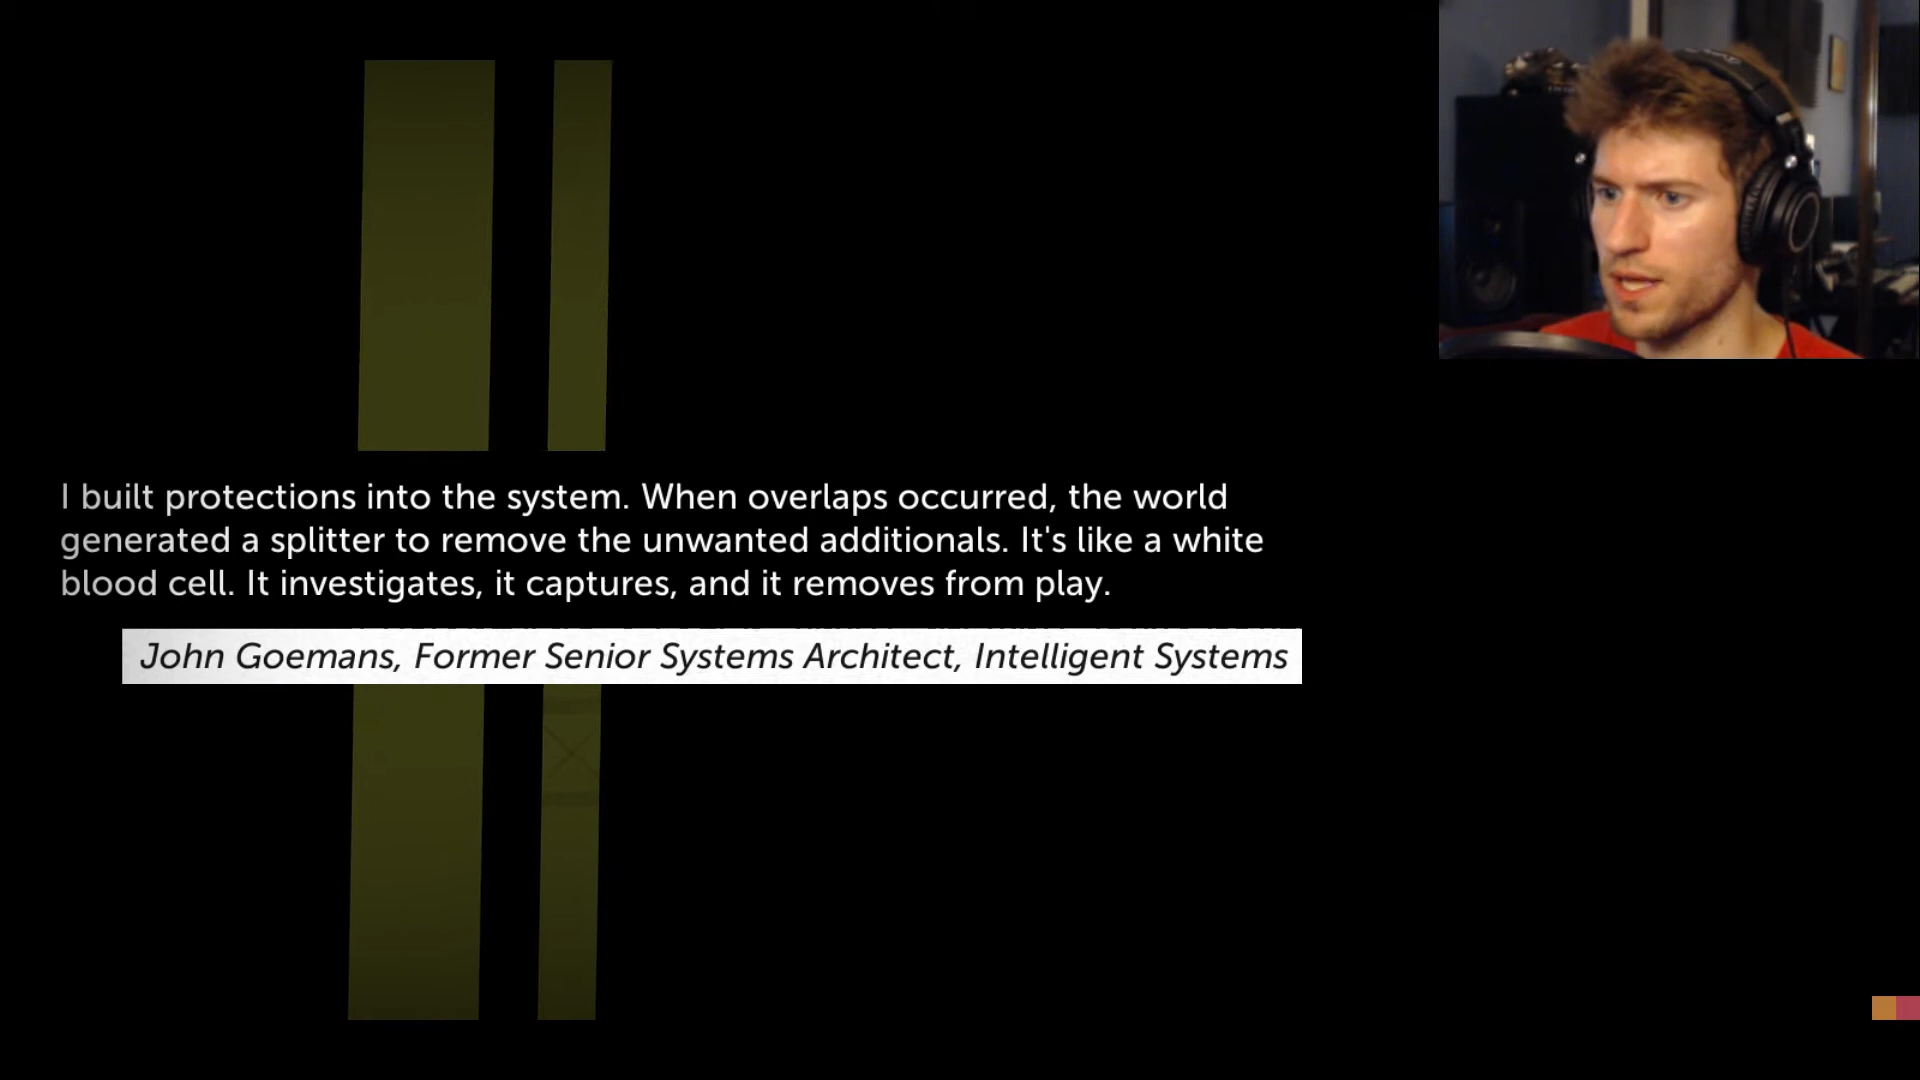 I built protections into the system. When overlaps occurred, the world
generated a splitter to remove the unwanted additionals. It's like a white
blood cell. It investigates, it captures, and it removes from play.
John Goemans, Former Senior Systems Architect, Intelligent Systems